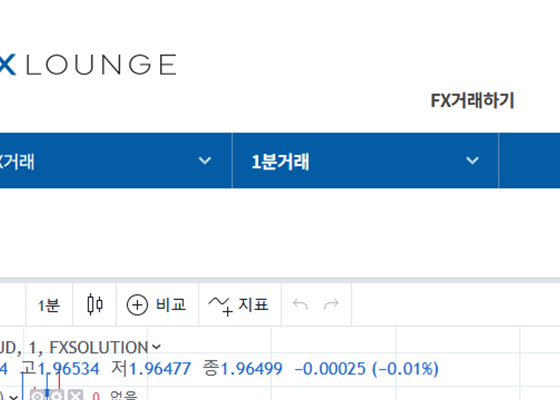 X LOUNGE
FX거래하기
X거래
1분거래
1분
비교
지표
UD, 1, FXSOLUTION
4 고1.96534 저1.96477 종1.96499 −0.00025 (−0.01%)
) 0 없음